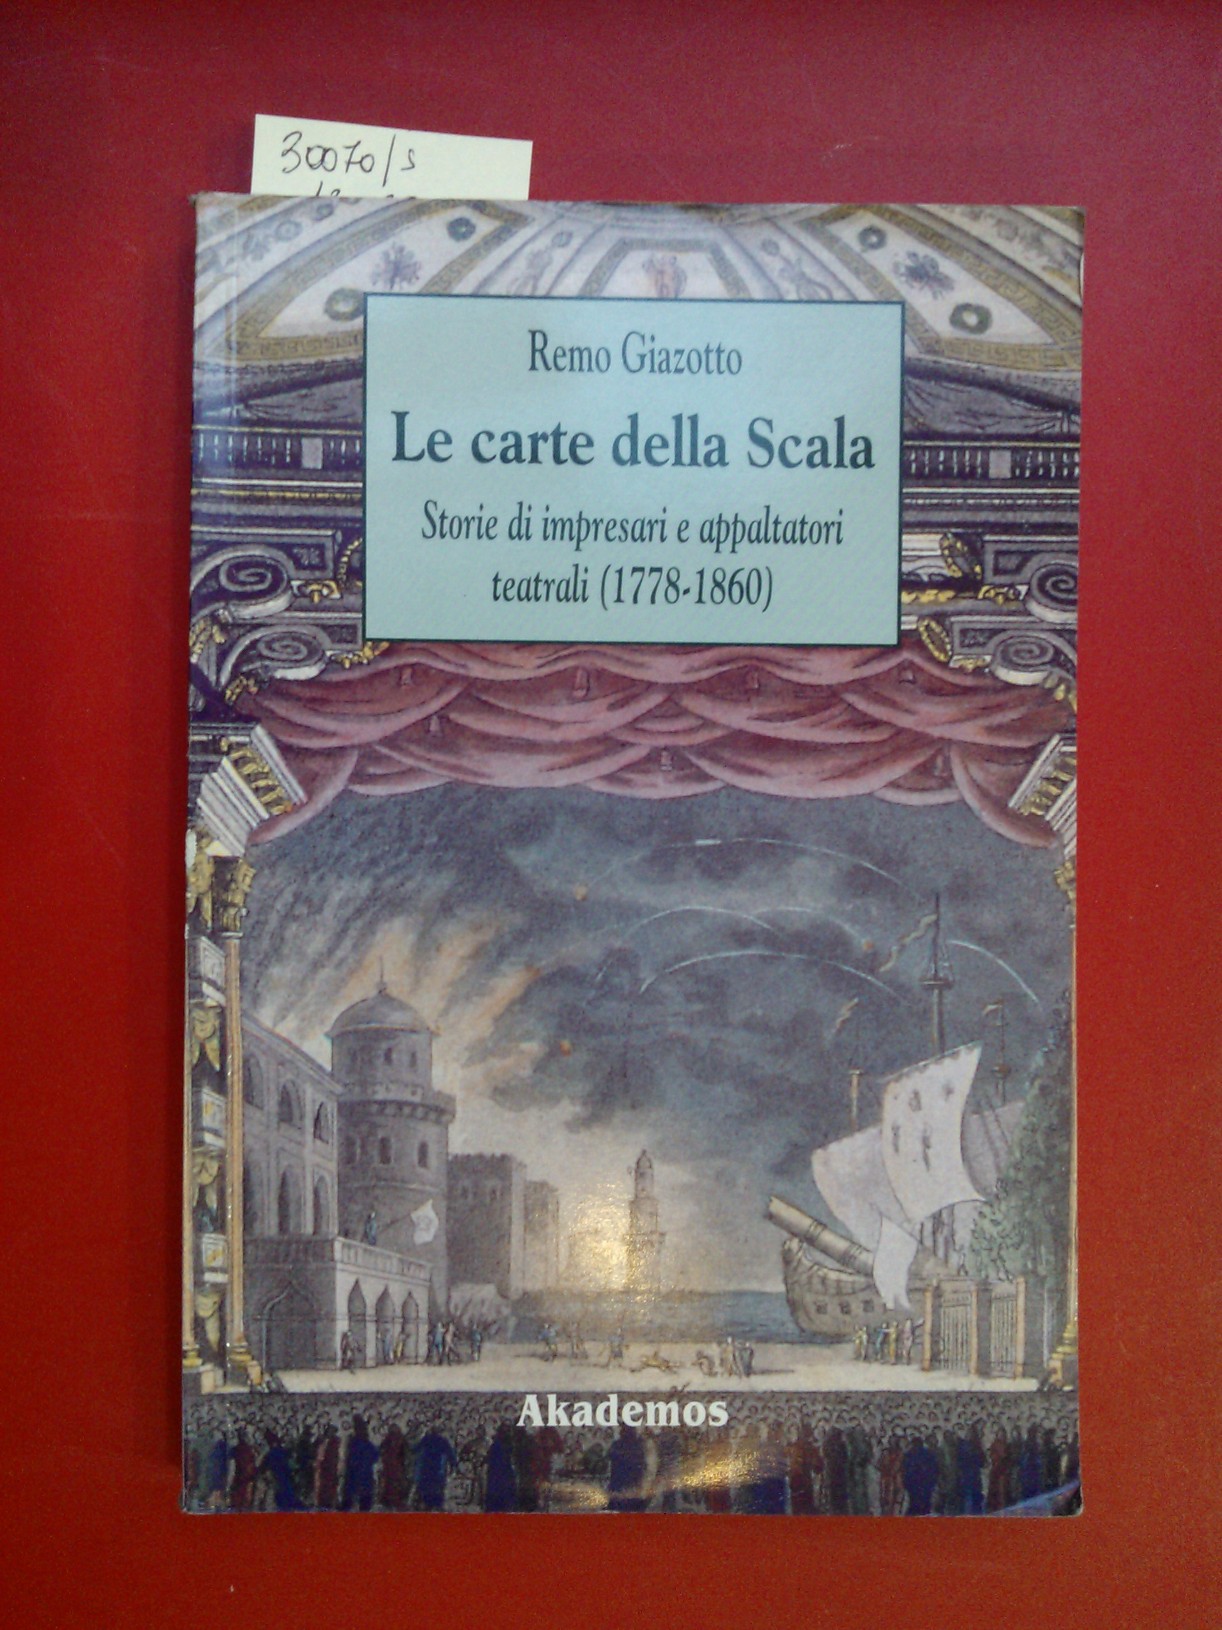 30070/s
Remo Giazotto
Le carte della Scala
Storie di impresari e appaltatori
teatrali (1778-1860)
Akademos